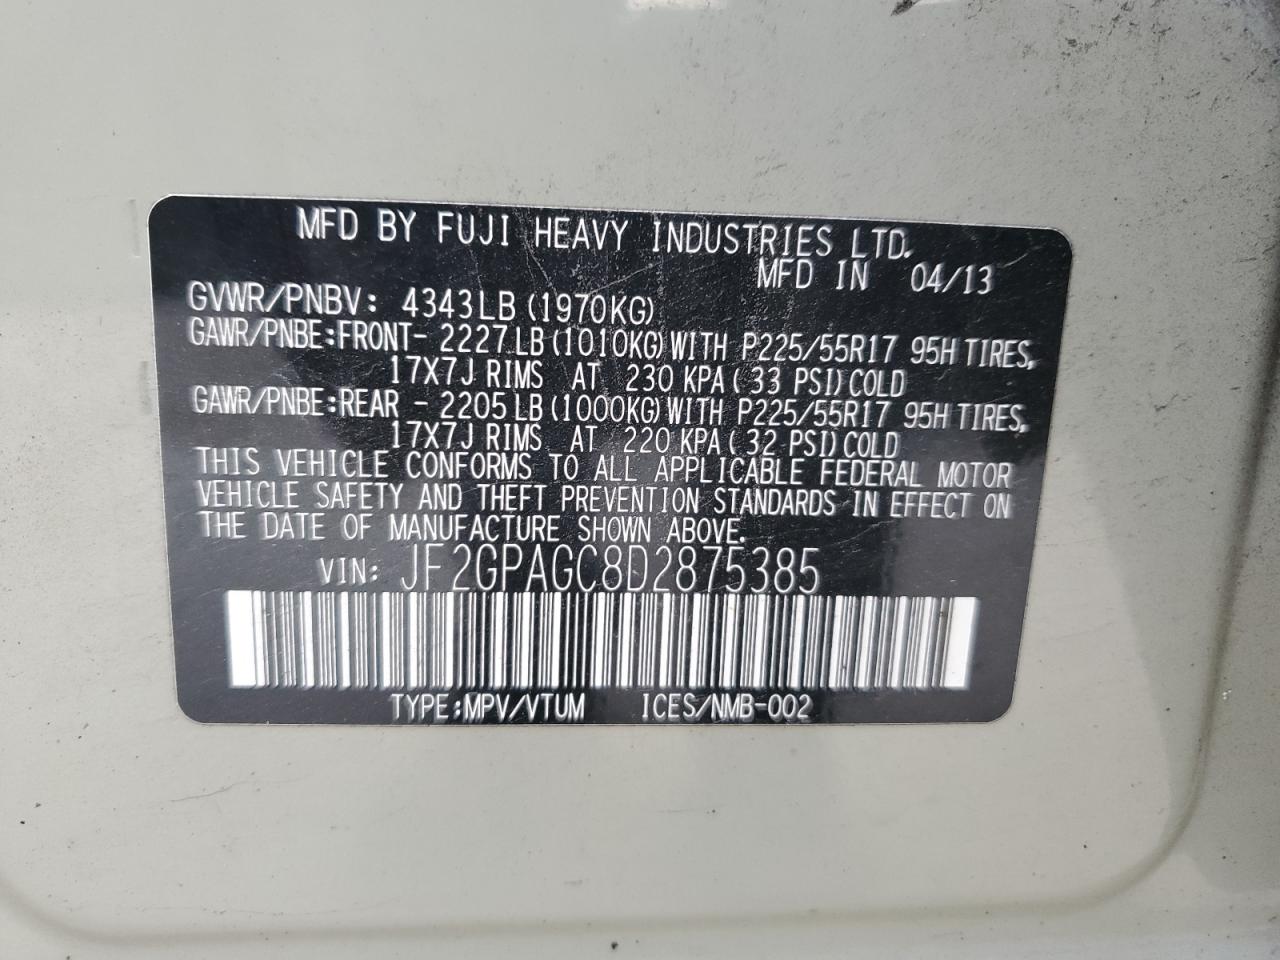 MFD BY FUJI HEAVY INDUSTRIES LTD.
MFD IN 04/13
GVWR/PNBV: 4343LB (1970KG)
GAWR/PNBE:FRONT- 2227LB (1010KG) WITH P225/55R17 95H TIRES,
17X7J RIMS AT 230 KPA ( 33 PSI) COLD
GAWR/PNBE:REAR - 2205LB (1000KG) WITH P225/55R17 95H TIRES,
17X7J RIMS AT 220 KPA ( 32 PSI) COLD
THIS VEHICLE CONFORMS TO ALL APPLICABLE FEDERAL MOTOR
VEHICLE SAFETY AND THEFT PREVENTION STANDARDS IN EFFECT ON
THE DATE OF MANUFACTURE SHOWN ABOVE.
VIN: JF2GPAGC8D2875385
TYPE:MPV/VTUM ICES/NMB-002